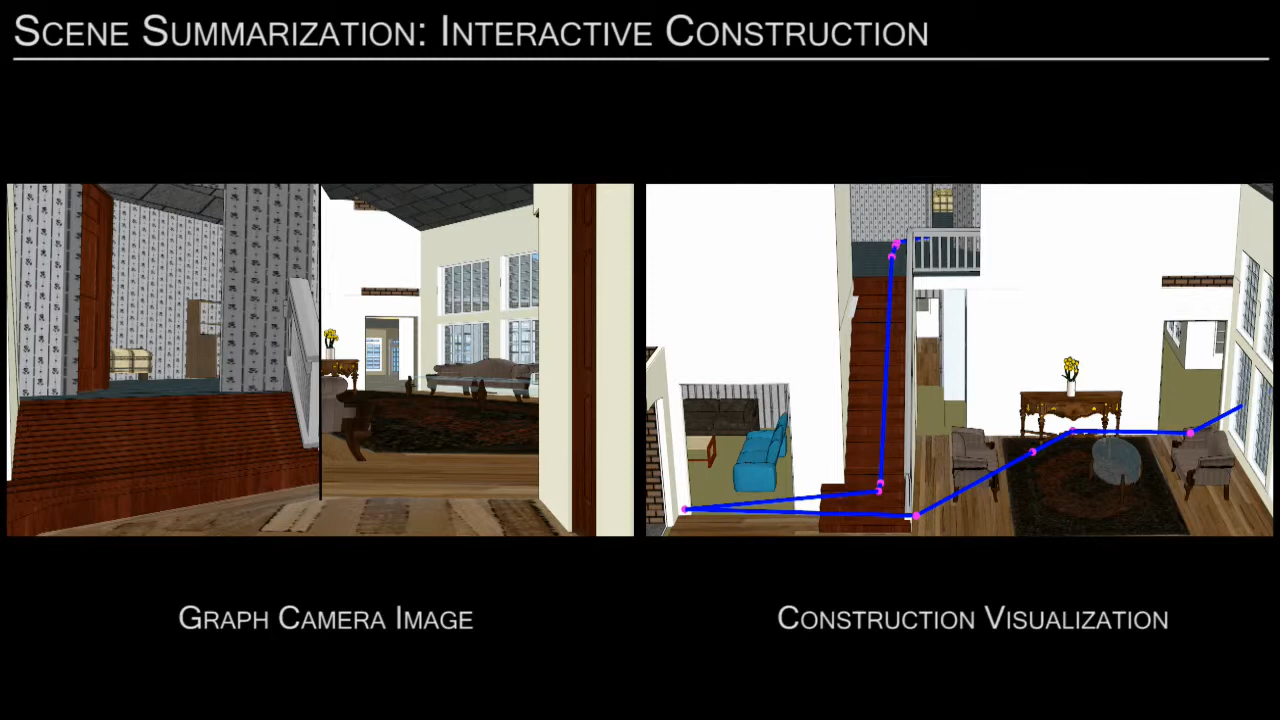 Scene Summarization: Interactive Construction
Graph Camera Image
Construction Visualization